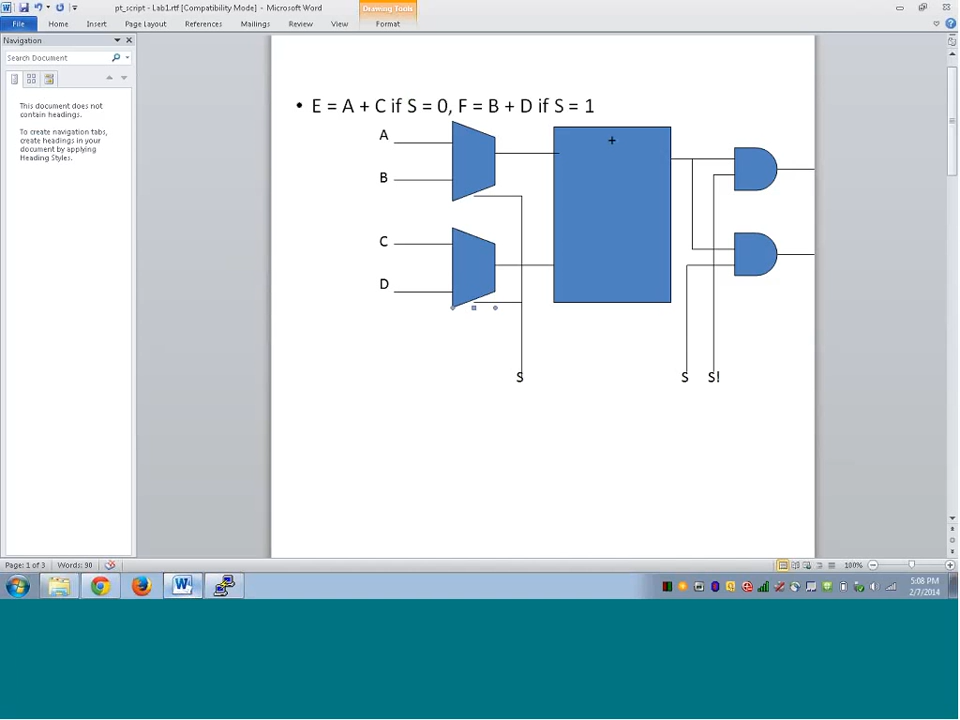 pt_script - Lab1.rtf [Compatibility Mode] - Microsoft Word
Drawing Tools
File Home Insert Page Layout References Mailings Review View Format
Navigation
Search Document
This document does not
contain headings.
To create navigation tabs,
create headings in your
document by applying
Heading Styles.
• E = A + C if S = 0, F = B + D if S = 1
A
+
B
C
D
S S S!
Page: 1 of 3 Words: 90 100%
5:08 PM
2/7/2014